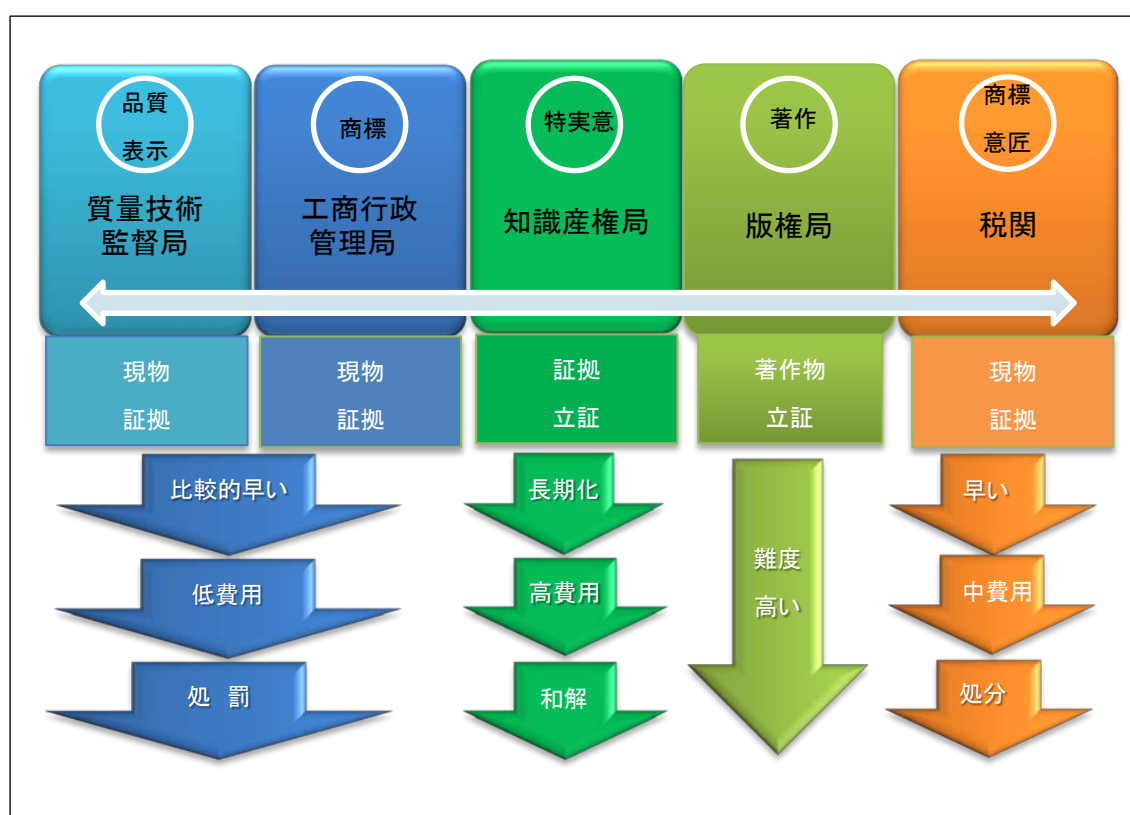 品質
表示
質量技術
監督局
商標
工商行政
管理局
特実意
知識産権局
著作
版権局
商標
意匠
税関
現物
証拠
現物
証拠
証拠
立証
著作物
立証
現物
証拠
比較的早い
低費用
処 罰
長期化
高費用
和解
難度
高い
早い
中費用
処分